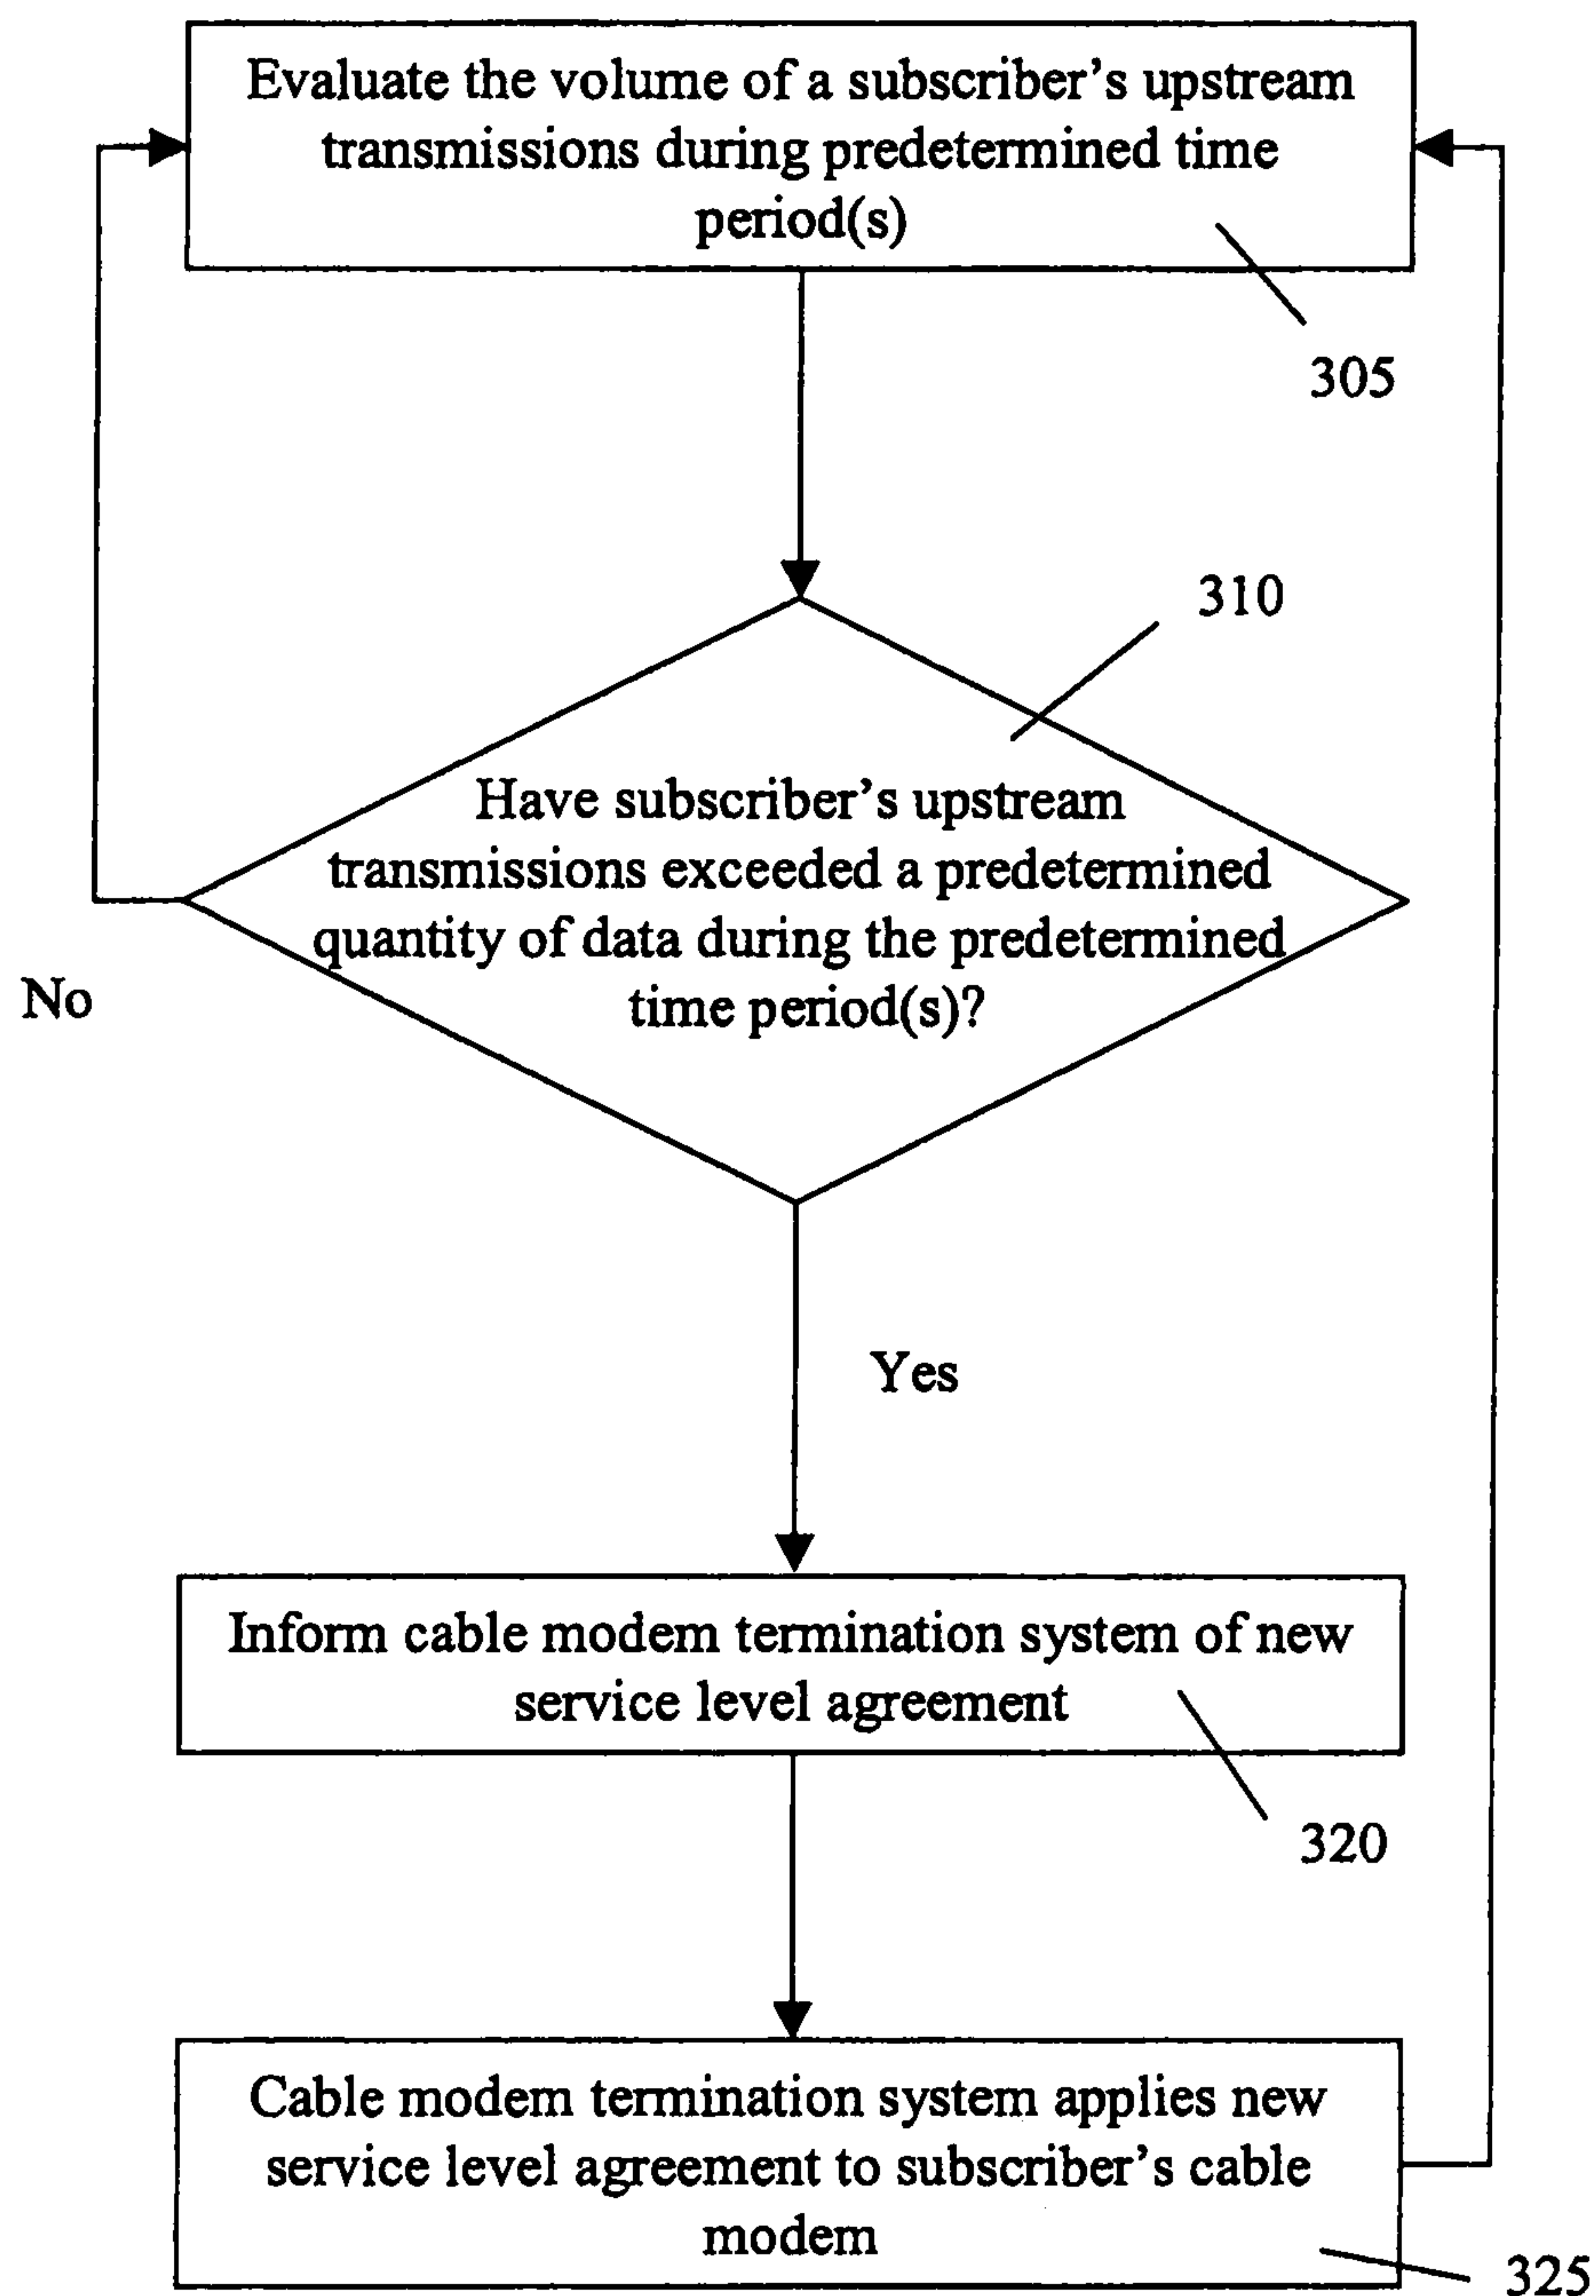 Evaluate the volume of a subscriber's upstream
transmissions during predetermined time
period(s)
305
310
Have subscriber's upstream
transmissions exceeded a predetermined
quantity of data during the predetermined
time period(s)?
No
Yes
Inform cable modem termination system of new
service level agreement
320
Cable modem termination system applies new
service level agreement to subscriber's cable
modem
325